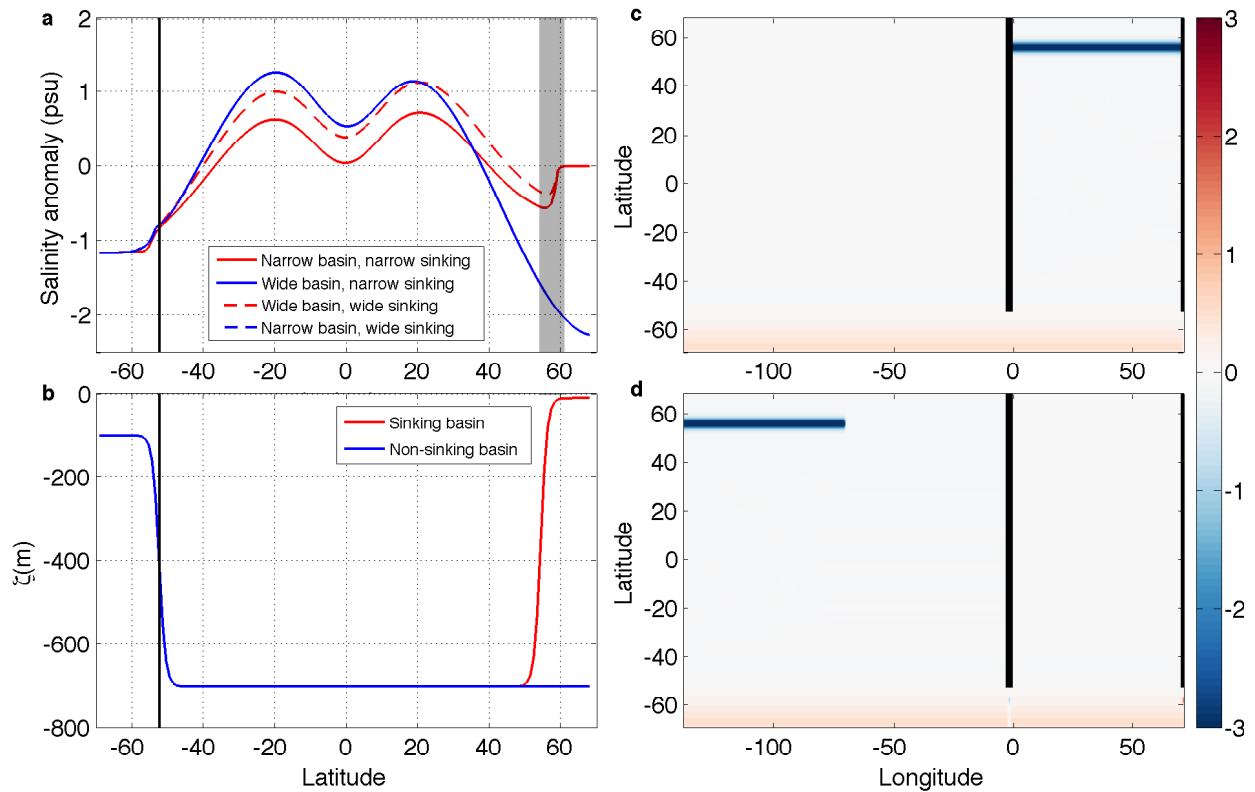 a
2
1
0
-1
-2
Salinity anomaly (psu)
Narrow basin, narrow sinking
Wide basin, narrow sinking
Wide basin, wide sinking
Narrow basin, wide sinking
-60 -40 -20 0 20 40 60
b
0
-200
-400
-600
-800
ζ(m)
Sinking basin
Non-sinking basin
-60 -40 -20 0 20 40 60
Latitude
c
60
40
20
0
-20
-40
-60
Latitude
-100 -50 0 50
d
60
40
20
0
-20
-40
-60
Latitude
-100 -50 0 50
Longitude
3
2
1
0
-1
-2
-3